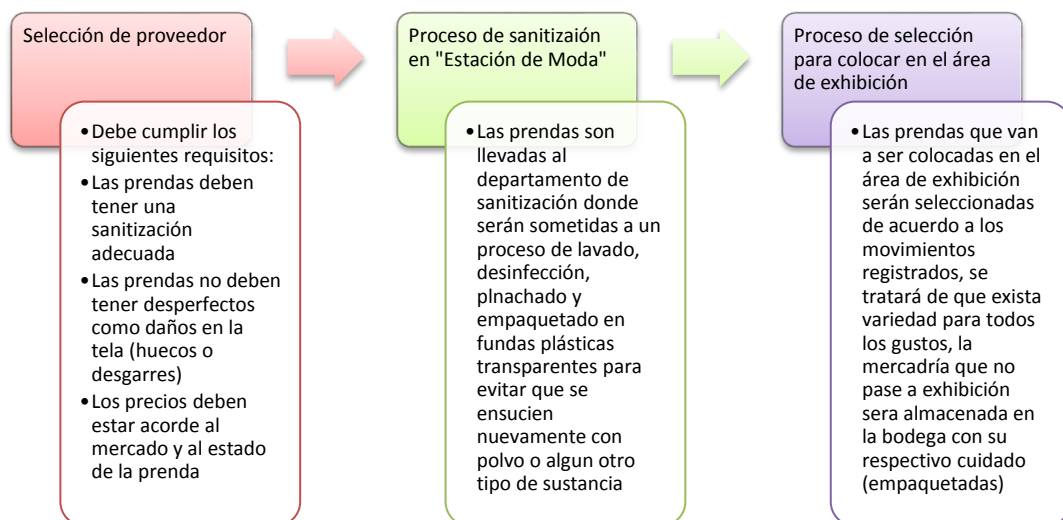 Selección de proveedor
•Debe cumplir los
siguientes requisitos:
•Las prendas deben
tener una
sanitización
adecuada
•Las prendas no deben
tener desperfectos
como daños en la
tela (huecos o
desgarres)
•Los precios deben
estar acorde al
mercado y al estado
de la prenda
Proceso de sanitizaión
en "Estación de Moda"
•Las prendas son
llevadas al
departamento de
sanitización donde
serán sometidas a un
proceso de lavado,
desinfección,
plnachado y
empaquetado en
fundas plásticas
transparentes para
evitar que se
ensucien
nuevamente con
polvo o algun otro
tipo de sustancia
Proceso de selección
para colocar en el área
de exhibición
•Las prendas que van
a ser colocadas en el
área de exhibición
serán seleccionadas
de acuerdo a los
movimientos
registrados, se
tratará de que exista
variedad para todos
los gustos, la
mercadría que no
pase a exhibición
sera almacenada en
la bodega con su
respectivo cuidado
(empaquetadas)